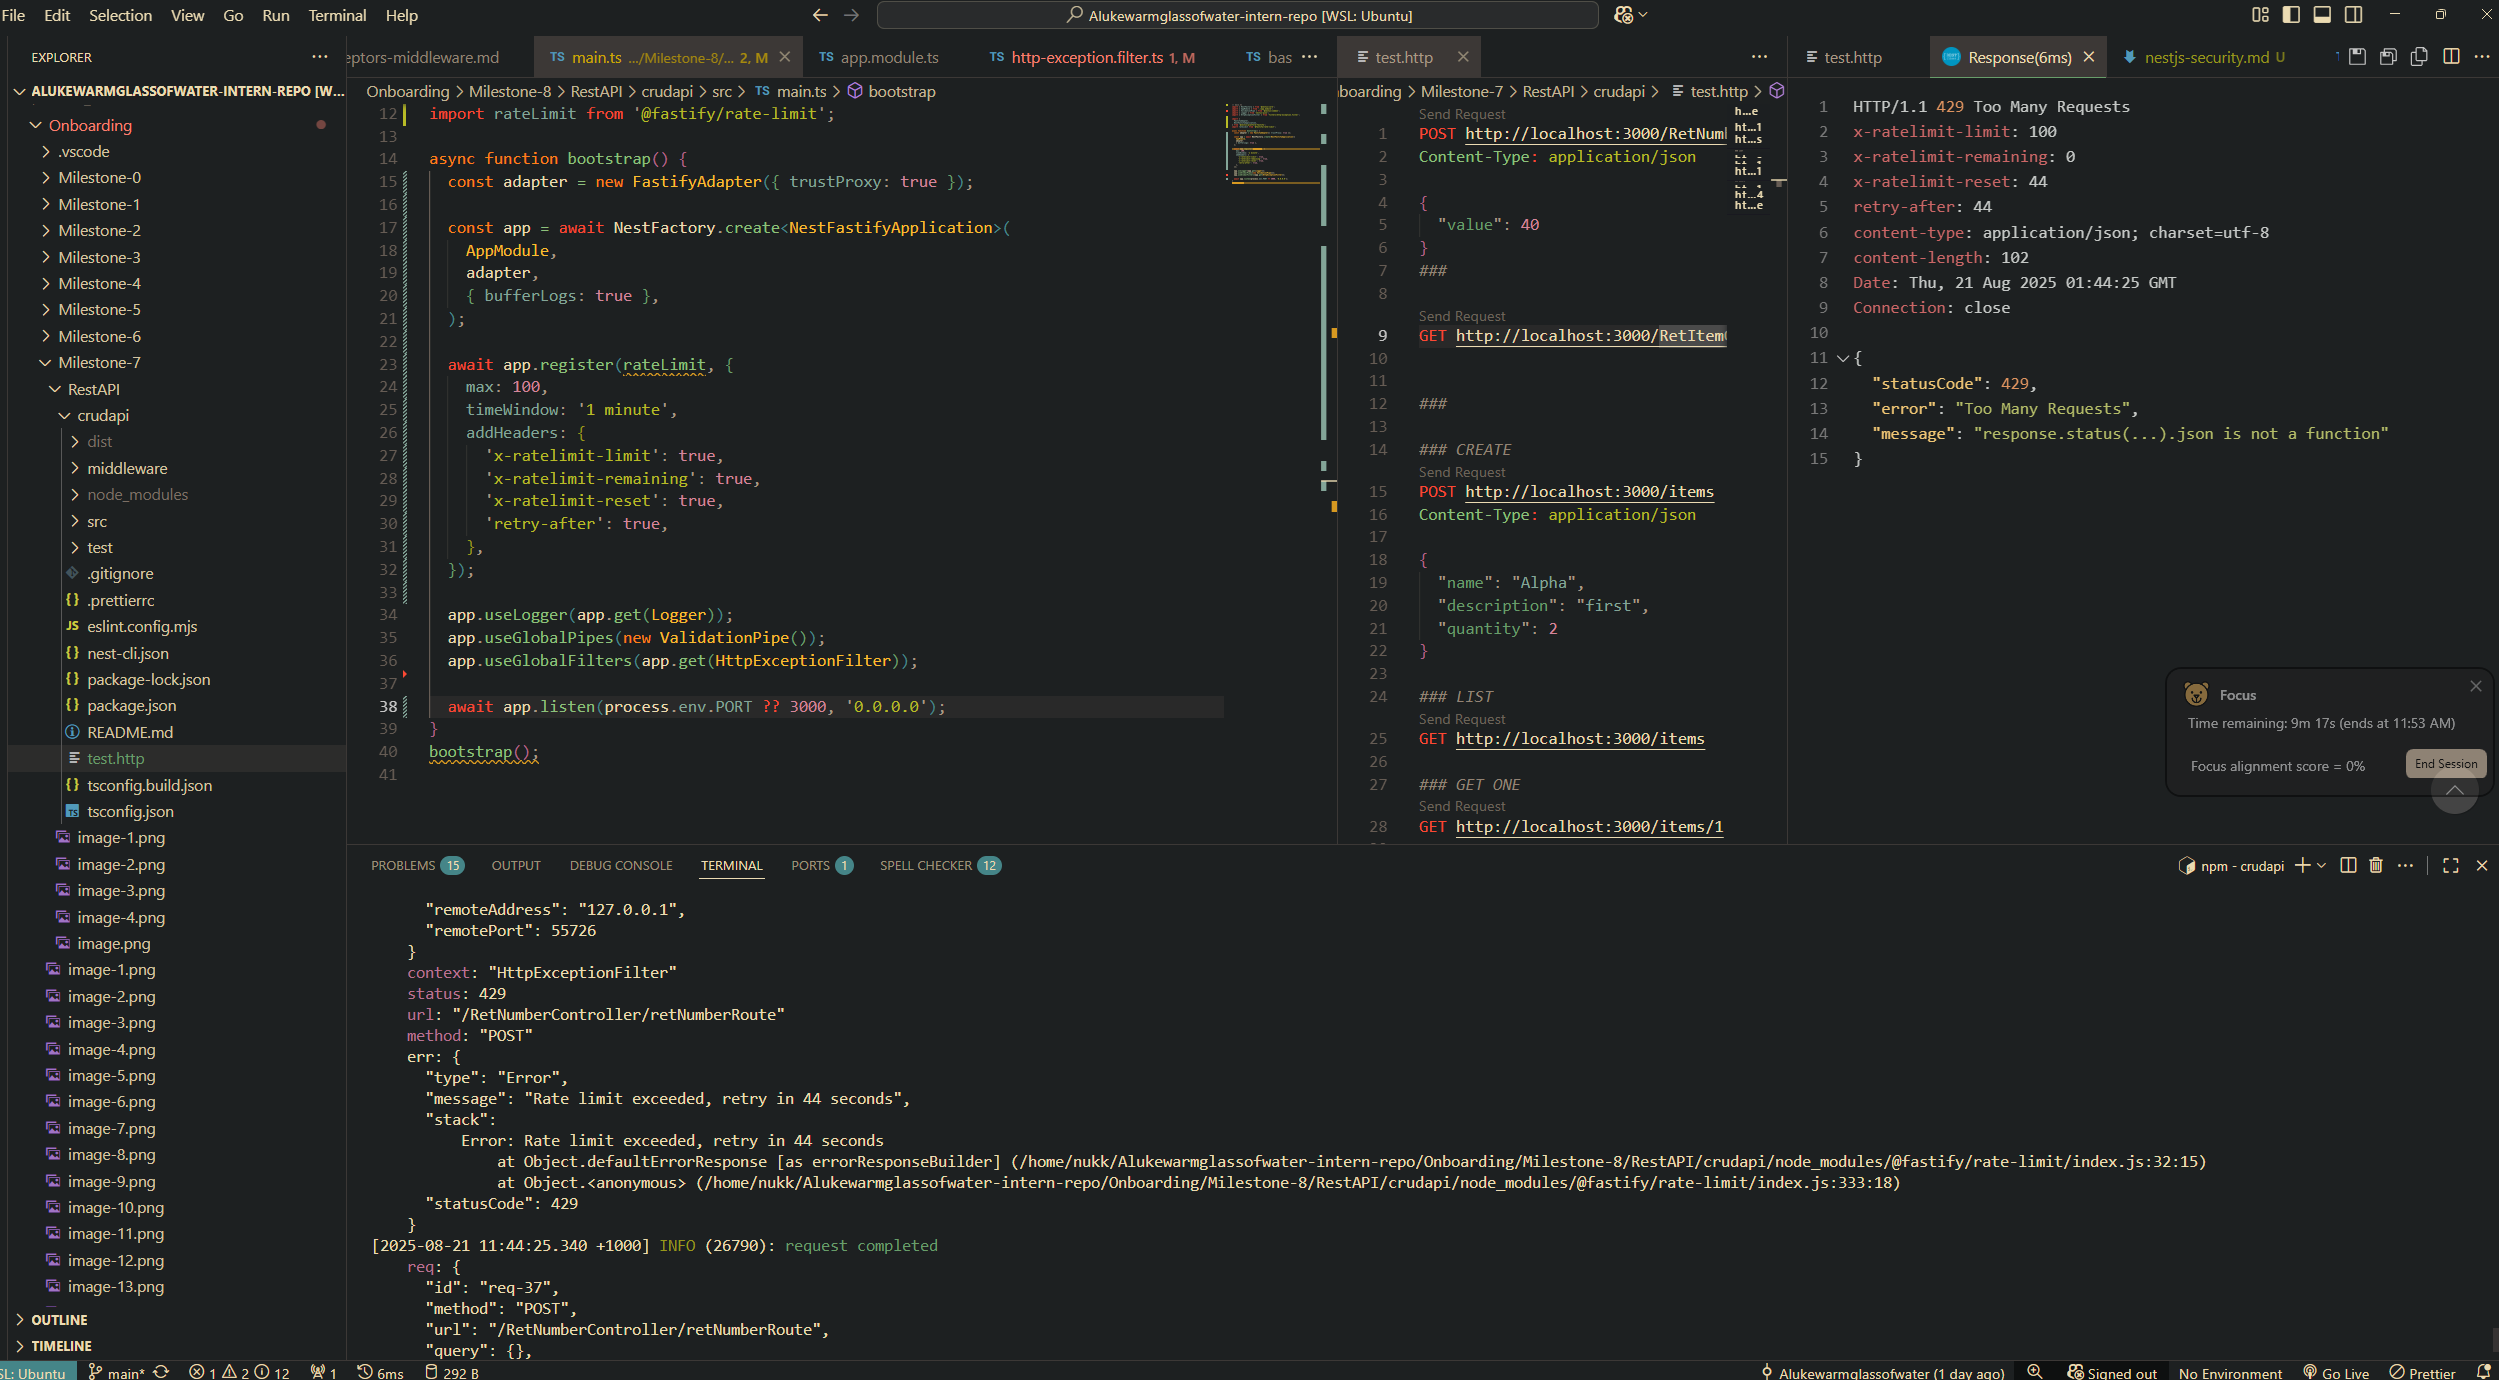 File Edit Selection View Go Run Terminal Help
Alukewarmglassofwater-intern-repo [WSL: Ubuntu]
EXPLORER
ALUKEWARMGLASSOFWATER-INTERN-REPO [W...
Onboarding
.vscode
Milestone-0
Milestone-1
Milestone-2
Milestone-3
Milestone-4
Milestone-5
Milestone-6
Milestone-7
RestAPI
crudapi
dist
middleware
node_modules
src
test
.gitignore
.prettierrc
eslint.config.mjs
nest-cli.json
package-lock.json
package.json
README.md
test.http
tsconfig.build.json
tsconfig.json
image-1.png
image-2.png
image-3.png
image-4.png
image.png
image-1.png
image-2.png
image-3.png
image-4.png
image-5.png
image-6.png
image-7.png
image-8.png
image-9.png
image-10.png
image-11.png
image-12.png
image-13.png
OUTLINE
TIMELINE
eptors-middleware.md TS main.ts .../Milestone-8/... 2, M TS app.module.ts TS http-exception.filter.ts 1, M TS bas
Onboarding > Milestone-8 > RestAPI > crudapi > src > TS main.ts > bootstrap
12 import rateLimit from '@fastify/rate-limit';
13
14 async function bootstrap() {
15 const adapter = new FastifyAdapter({ trustProxy: true });
16
17 const app = await NestFactory.create<NestFastifyApplication>(
18 AppModule,
19 adapter,
20 { bufferLogs: true },
21 );
22
23 await app.register(rateLimit, {
24 max: 100,
25 timeWindow: '1 minute',
26 addHeaders: {
27 'x-ratelimit-limit': true,
28 'x-ratelimit-remaining': true,
29 'x-ratelimit-reset': true,
30 'retry-after': true,
31 },
32 });
33
34 app.useLogger(app.get(Logger));
35 app.useGlobalPipes(new ValidationPipe());
36 app.useGlobalFilters(app.get(HttpExceptionFilter));
37
38 await app.listen(process.env.PORT ?? 3000, '0.0.0.0');
39 }
40 bootstrap();
41
test.http
boarding > Milestone-7 > RestAPI > crudapi > test.http >
Send Request
1 POST http://localhost:3000/RetNum
2 Content-Type: application/json
3
4 {
5 "value": 40
6 }
7 ###
8
Send Request
9 GET http://localhost:3000/RetItem
10
11
12 ###
13
14 ### CREATE
Send Request
15 POST http://localhost:3000/items
16 Content-Type: application/json
17
18 {
19 "name": "Alpha",
20 "description": "first",
21 "quantity": 2
22 }
23
24 ### LIST
Send Request
25 GET http://localhost:3000/items
26
27 ### GET ONE
Send Request
28 GET http://localhost:3000/items/1
h...e
ht...1
ht...s
ht...1
ht...4
ht...e
test.http Response(6ms) nestjs-security.md U
1 HTTP/1.1 429 Too Many Requests
2 x-ratelimit-limit: 100
3 x-ratelimit-remaining: 0
4 x-ratelimit-reset: 44
5 retry-after: 44
6 content-type: application/json; charset=utf-8
7 content-length: 102
8 Date: Thu, 21 Aug 2025 01:44:25 GMT
9 Connection: close
10
11 {
12 "statusCode": 429,
13 "error": "Too Many Requests",
14 "message": "response.status(...).json is not a function"
15 }
Focus
Time remaining: 9m 17s (ends at 11:53 AM)
Focus alignment score = 0%
End Session
PROBLEMS 15 OUTPUT DEBUG CONSOLE TERMINAL PORTS 1 SPELL CHECKER 12
npm - crudapi
"remoteAddress": "127.0.0.1",
"remotePort": 55726
}
context: "HttpExceptionFilter"
status: 429
url: "/RetNumberController/retNumberRoute"
method: "POST"
err: {
"type": "Error",
"message": "Rate limit exceeded, retry in 44 seconds",
"stack":
Error: Rate limit exceeded, retry in 44 seconds
at Object.defaultErrorResponse [as errorResponseBuilder] (/home/nukk/Alukewarmglassofwater-intern-repo/Onboarding/Milestone-8/RestAPI/crudapi/node_modules/@fastify/rate-limit/index.js:32:15)
at Object.<anonymous> (/home/nukk/Alukewarmglassofwater-intern-repo/Onboarding/Milestone-8/RestAPI/crudapi/node_modules/@fastify/rate-limit/index.js:333:18)
"statusCode": 429
}
[2025-08-21 11:44:25.340 +1000] INFO (26790): request completed
req: {
"id": "req-37",
"method": "POST",
"url": "/RetNumberController/retNumberRoute",
"query": {},
SL: Ubuntu main* 1 2 12 1 6ms 292 B
Alukewarmglassofwater (1 day ago) Signed out No Environment Go Live Prettier